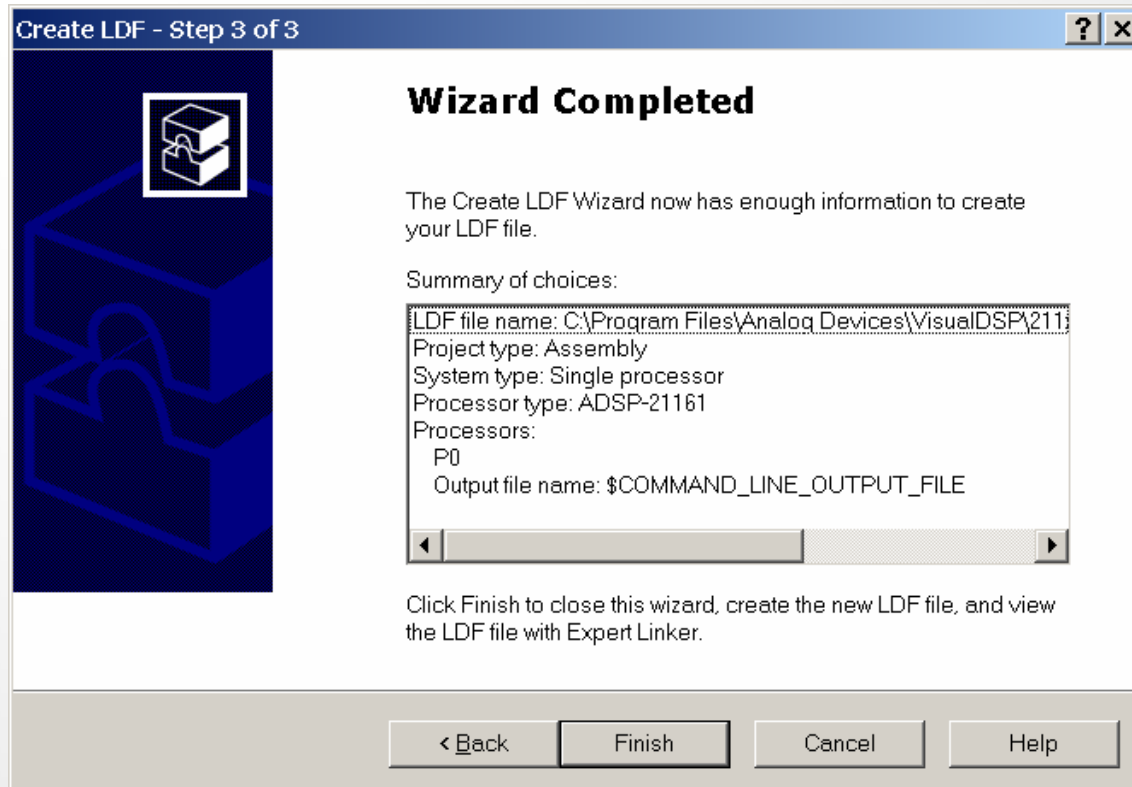 Create LDF - Step 3 of 3
Wizard Completed
The Create LDF Wizard now has enough information to create
your LDF file.
Summary of choices:
LDF file name: C:\Program Files\Analog Devices\VisualDSP\211
Project type: Assembly
System type: Single processor
Processor type: ADSP-21161
Processors:
P0
Output file name: $COMMAND_LINE_OUTPUT_FILE
Click Finish to close this wizard, create the new LDF file, and view
the LDF file with Expert Linker.
< Back Finish Cancel Help